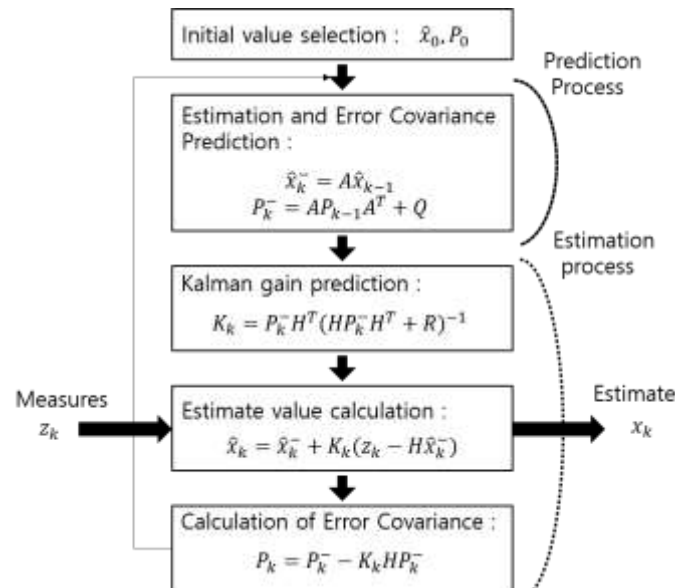 Initial value selection : x̂₀, P₀
Prediction
Process
Estimation and Error Covariance
Prediction :
x̂ₖ⁻ = Ax̂ₖ₋₁
Pₖ⁻ = APₖ₋₁Aᵀ + Q
Estimation
process
Kalman gain prediction :
Kₖ = Pₖ⁻Hᵀ(HPₖ⁻Hᵀ + R)⁻¹
Measures
zₖ
Estimate value calculation :
x̂ₖ = x̂ₖ⁻ + Kₖ(zₖ − Hx̂ₖ⁻)
Estimate
xₖ
Calculation of Error Covariance :
Pₖ = Pₖ⁻ − KₖHPₖ⁻